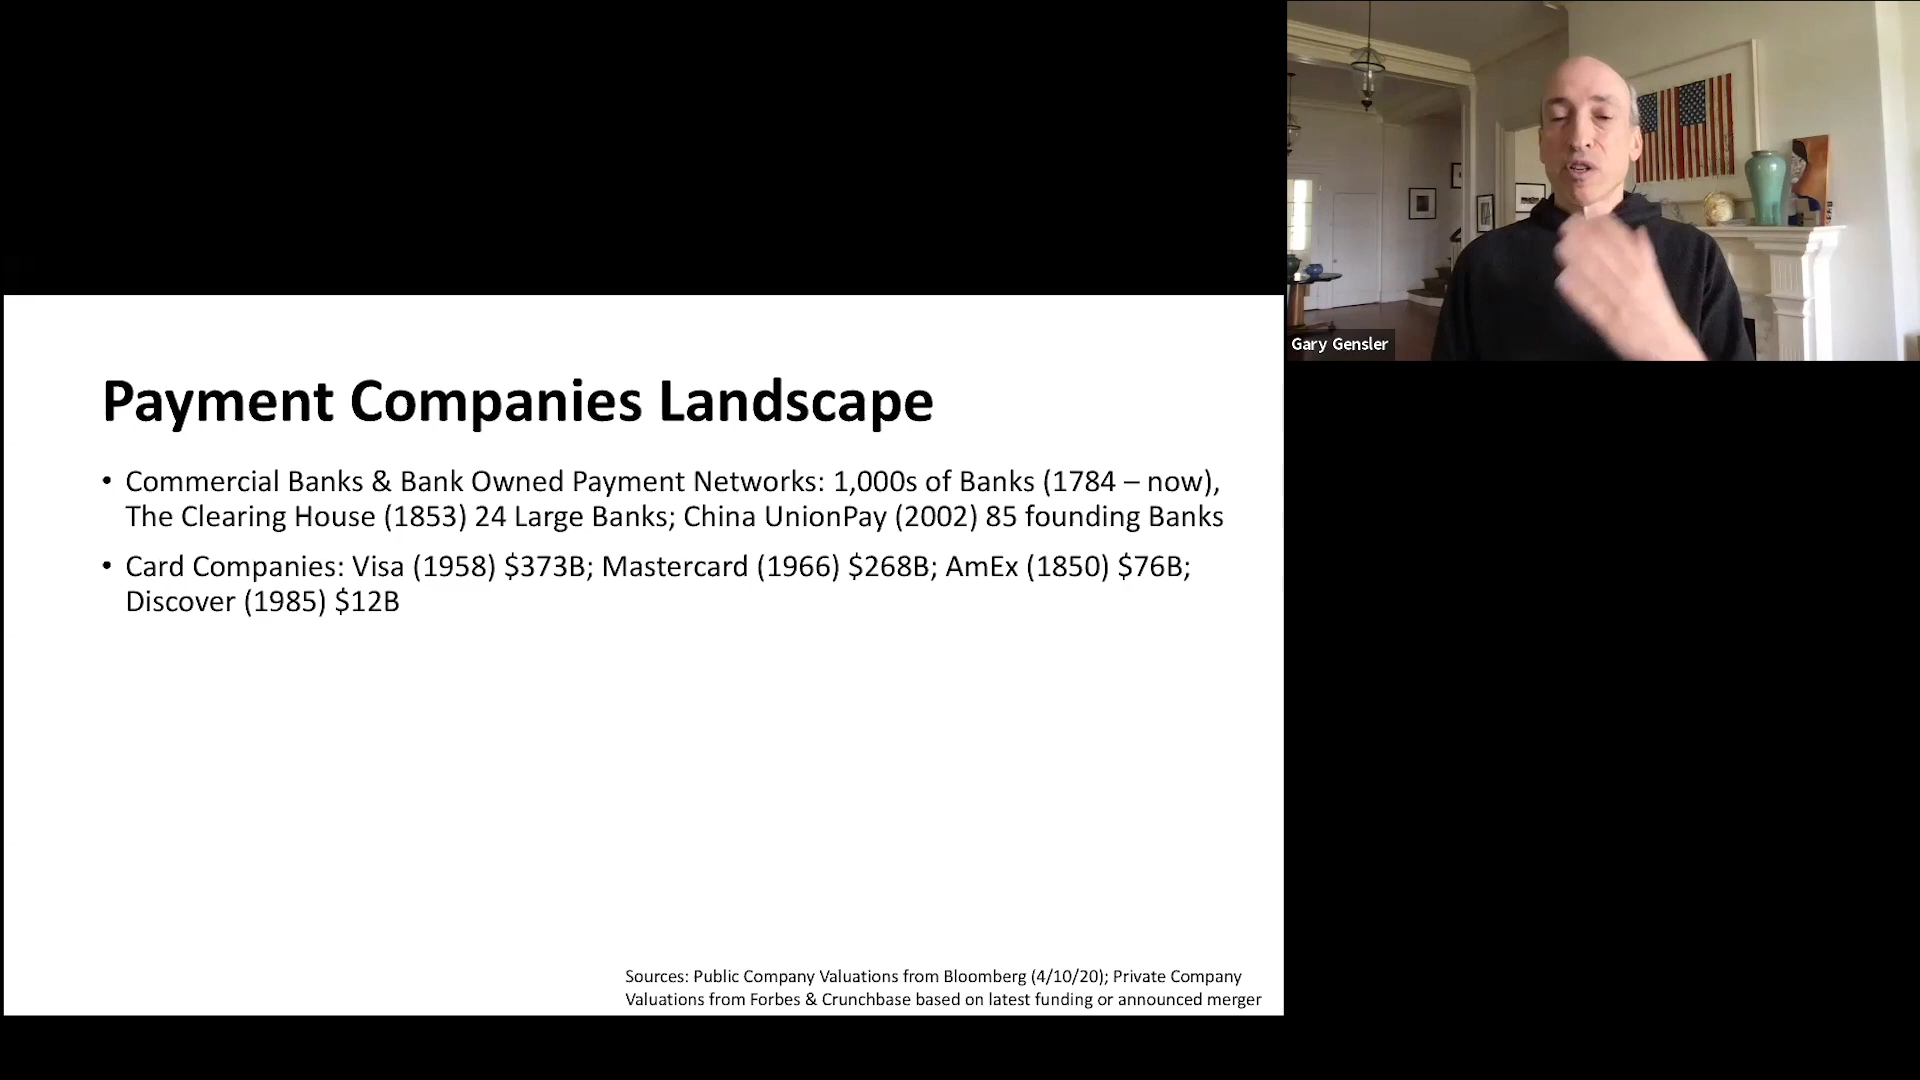 Gary Gensler
Payment Companies Landscape
• Commercial Banks & Bank Owned Payment Networks: 1,000s of Banks (1784 – now),
The Clearing House (1853) 24 Large Banks; China UnionPay (2002) 85 founding Banks
• Card Companies: Visa (1958) $373B; Mastercard (1966) $268B; AmEx (1850) $76B;
Discover (1985) $12B
Sources: Public Company Valuations from Bloomberg (4/10/20); Private Company
Valuations from Forbes & Crunchbase based on latest funding or announced merger